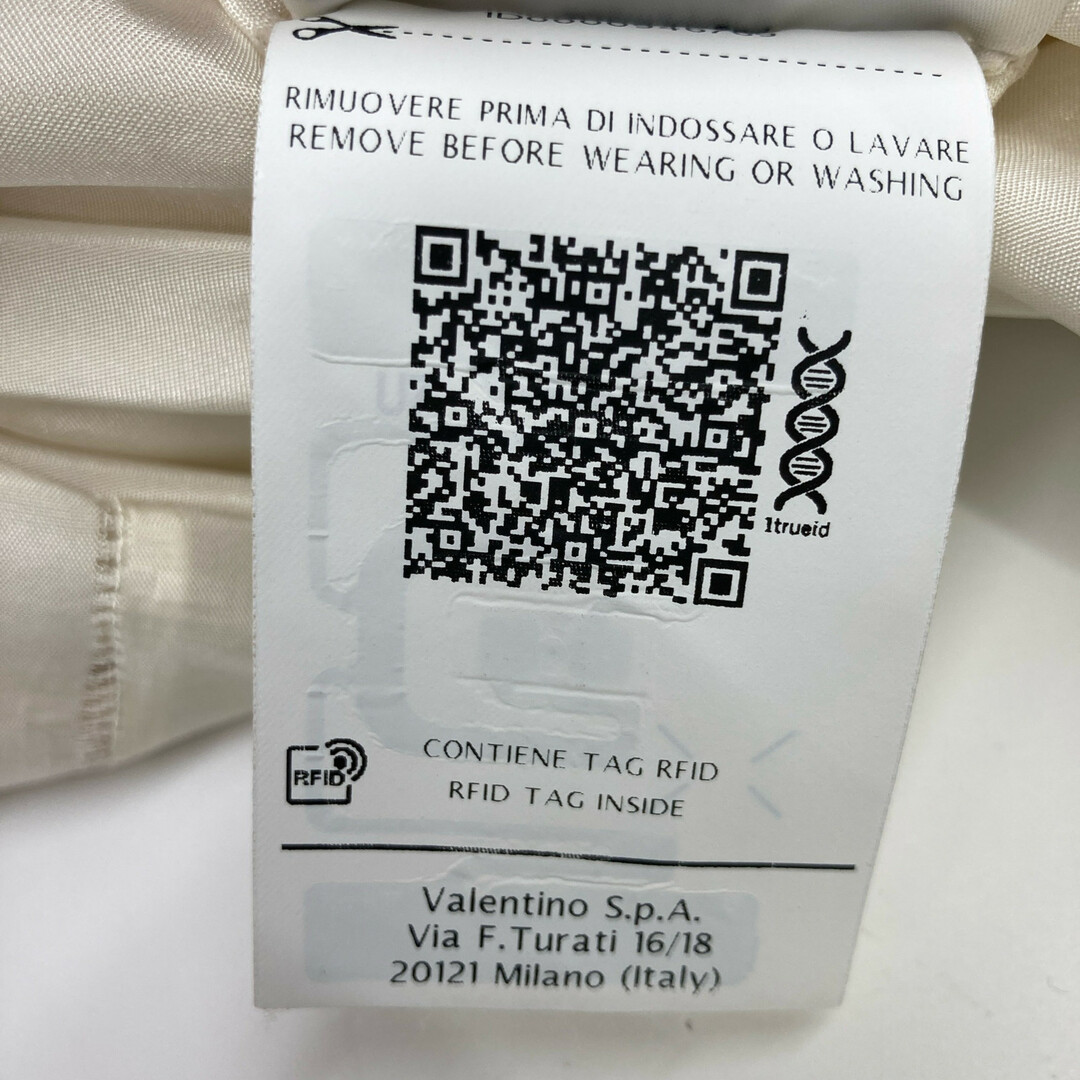 RIMUOVERE PRIMA DI INDOSSARE O LAVARE
REMOVE BEFORE WEARING OR WASHING
1trueid
RFID
CONTIENE TAG RFID
RFID TAG INSIDE
Valentino S.p.A.
Via F.Turati 16/18
20121 Milano (Italy)